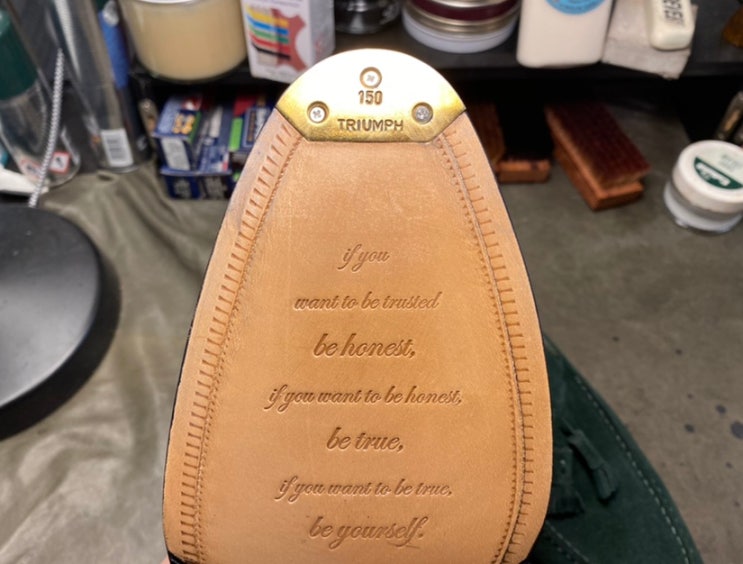 150
TRIUMPH
if you
want to be trusted
be honest,
if you want to be honest,
be true,
if you want to be true,
be yourself.